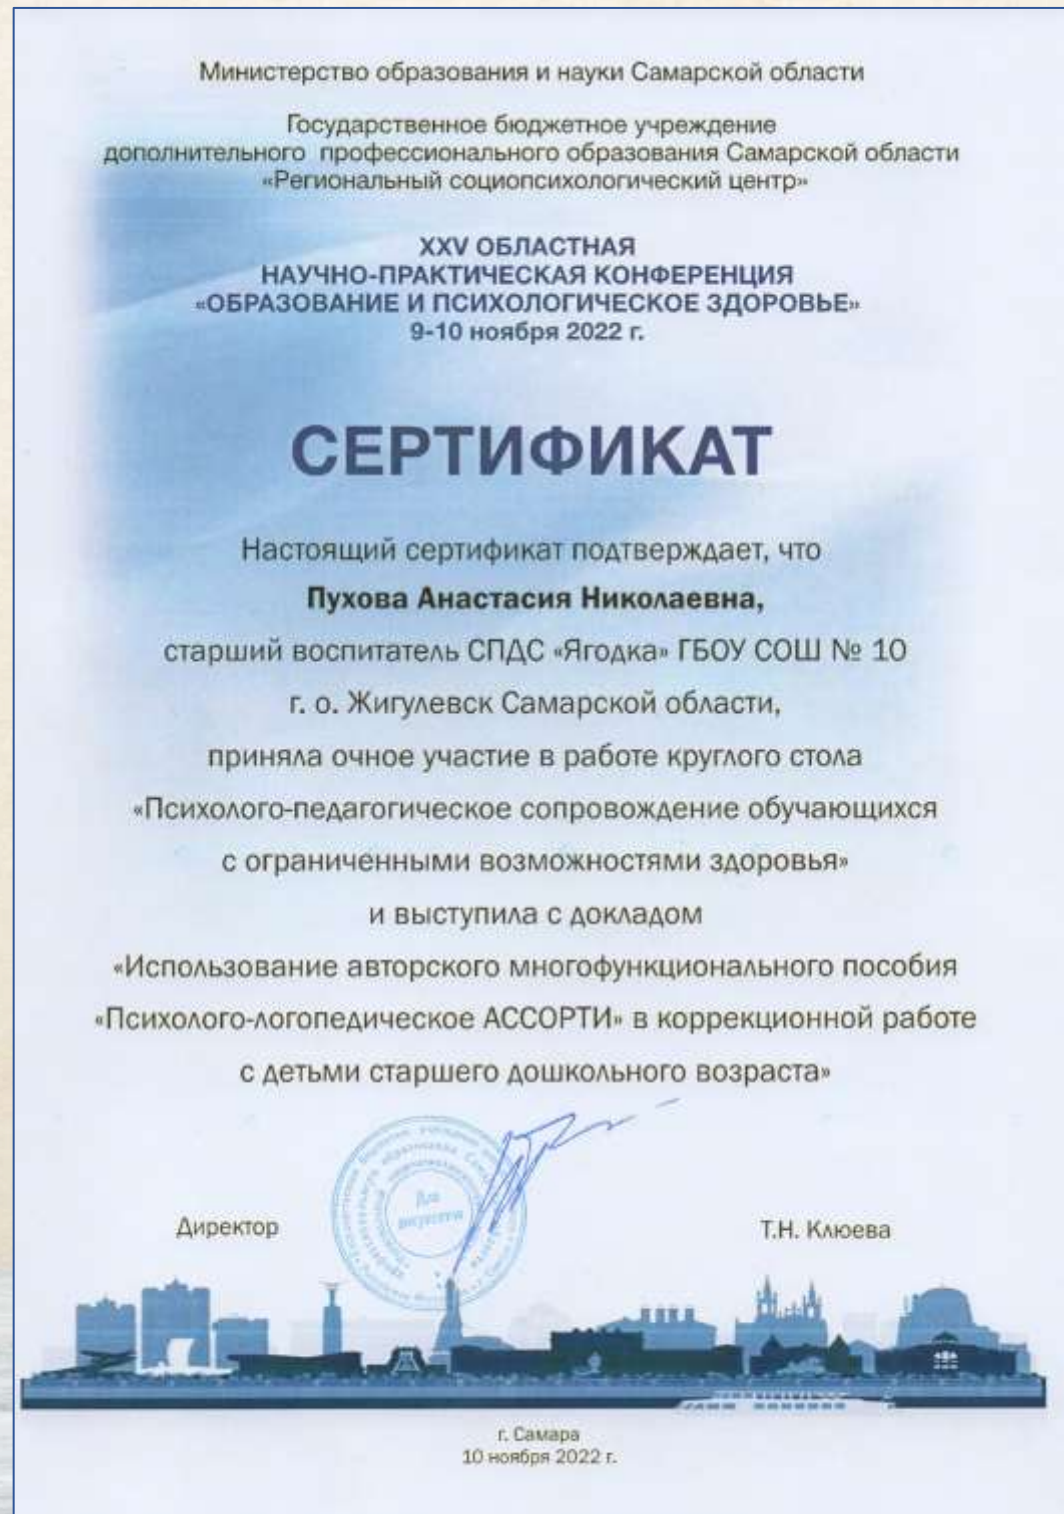 Министерство образования и науки Самарской области
Государственное бюджетное учреждение
дополнительного профессионального образования Самарской области
«Региональный социопсихологический центр»
XXV ОБЛАСТНАЯ
НАУЧНО-ПРАКТИЧЕСКАЯ КОНФЕРЕНЦИЯ
«ОБРАЗОВАНИЕ И ПСИХОЛОГИЧЕСКОЕ ЗДОРОВЬЕ»
9-10 ноября 2022 г.
СЕРТИФИКАТ
Настоящий сертификат подтверждает, что
Пухова Анастасия Николаевна,
старший воспитатель СПДС «Ягодка» ГБОУ СОШ № 10
г. о. Жигулевск Самарской области,
приняла очное участие в работе круглого стола
«Психолого-педагогическое сопровождение обучающихся
с ограниченными возможностями здоровья»
и выступила с докладом
«Использование авторского многофункционального пособия
«Психолого-логопедическое АССОРТИ» в коррекционной работе
с детьми старшего дошкольного возраста»
Для
Директор
Т.Н. Клюева
г. Самара
10 ноября 2022 г.